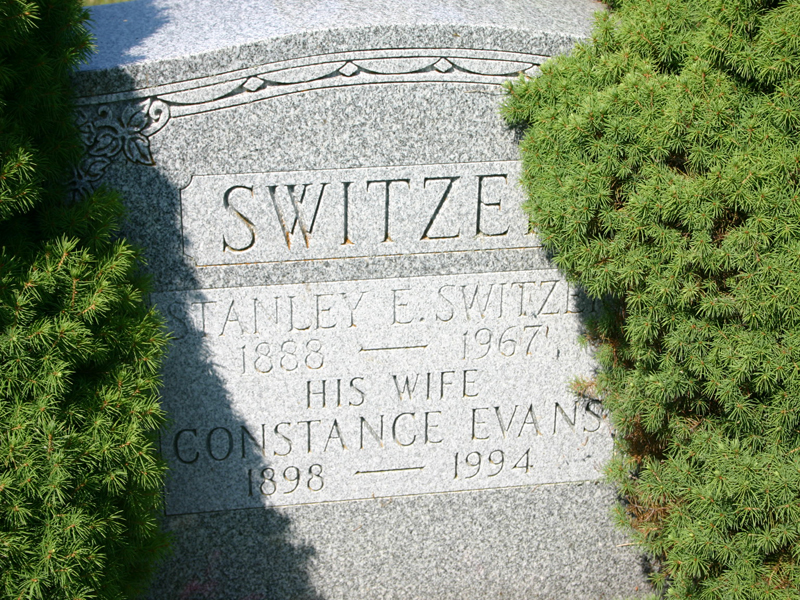 SWITZE
STANLEY E. SWITZE
1888 — 1967
HIS WIFE
CONSTANCE EVANS
1898 — 1994